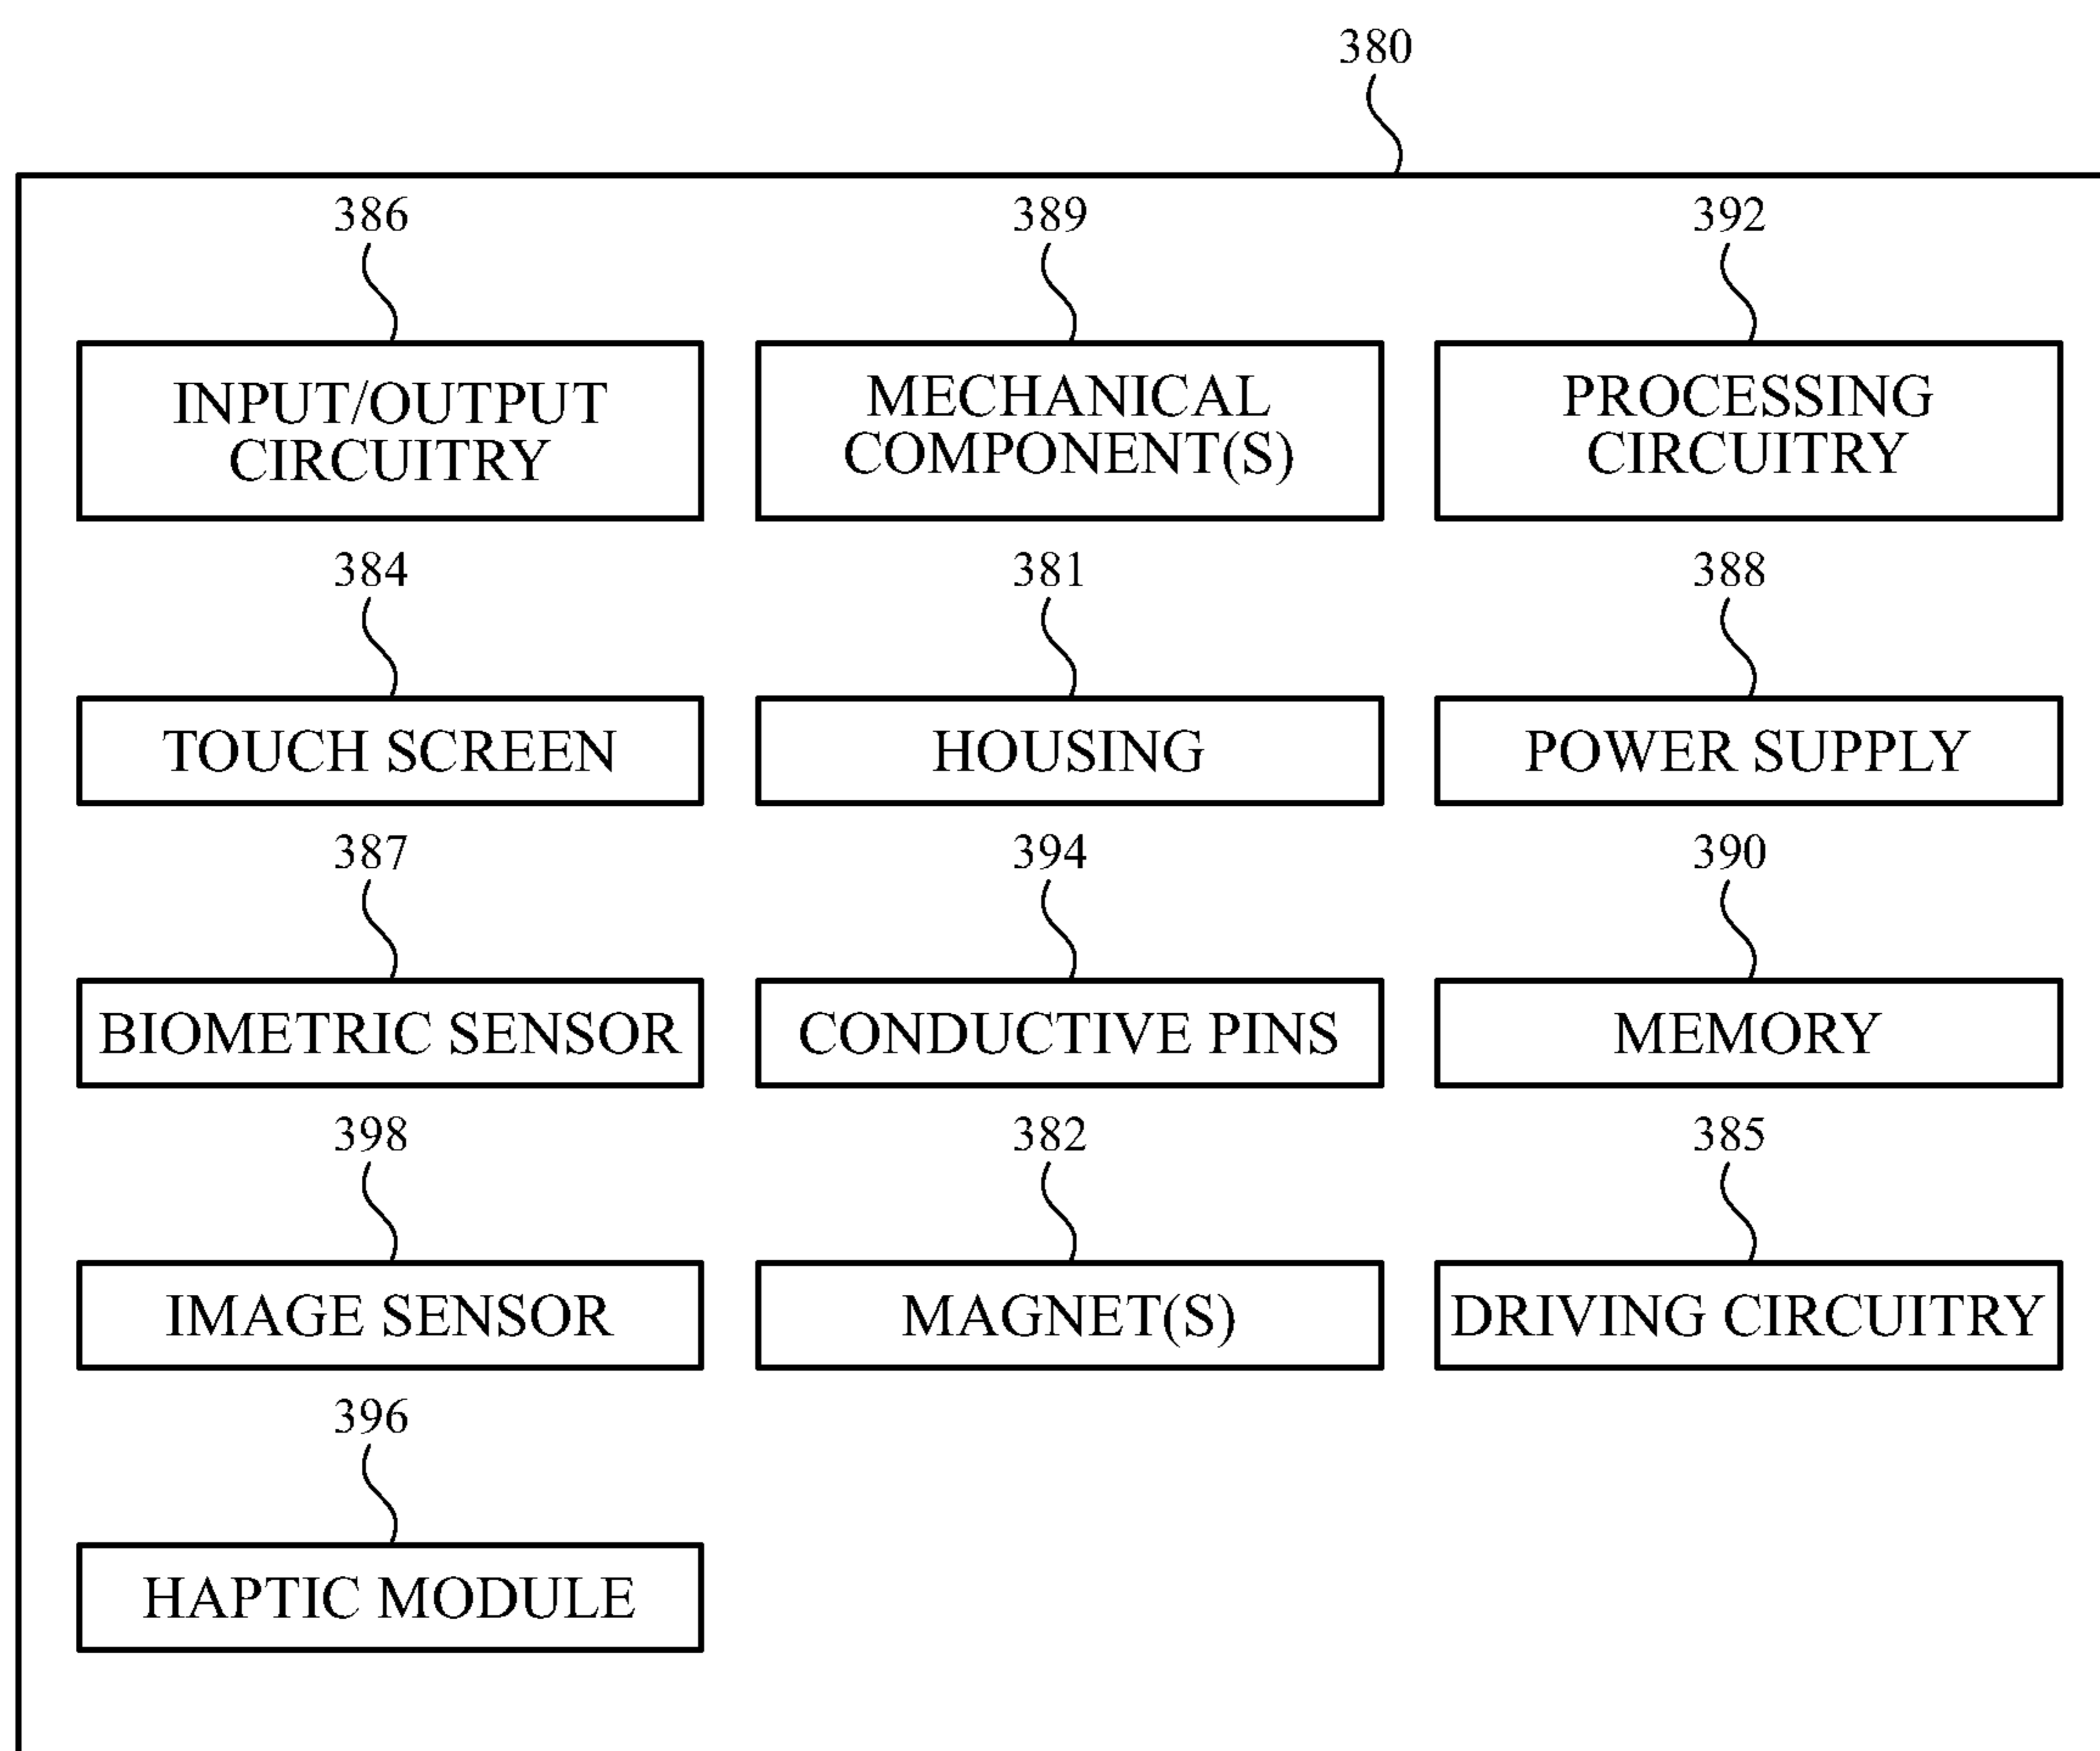 380
386
389
392
INPUT/OUTPUT
CIRCUITRY
MECHANICAL
COMPONENT(S)
PROCESSING
CIRCUITRY
384
381
388
TOUCH SCREEN
HOUSING
POWER SUPPLY
387
394
390
BIOMETRIC SENSOR
CONDUCTIVE PINS
MEMORY
398
382
385
IMAGE SENSOR
MAGNET(S)
DRIVING CIRCUITRY
396
HAPTIC MODULE